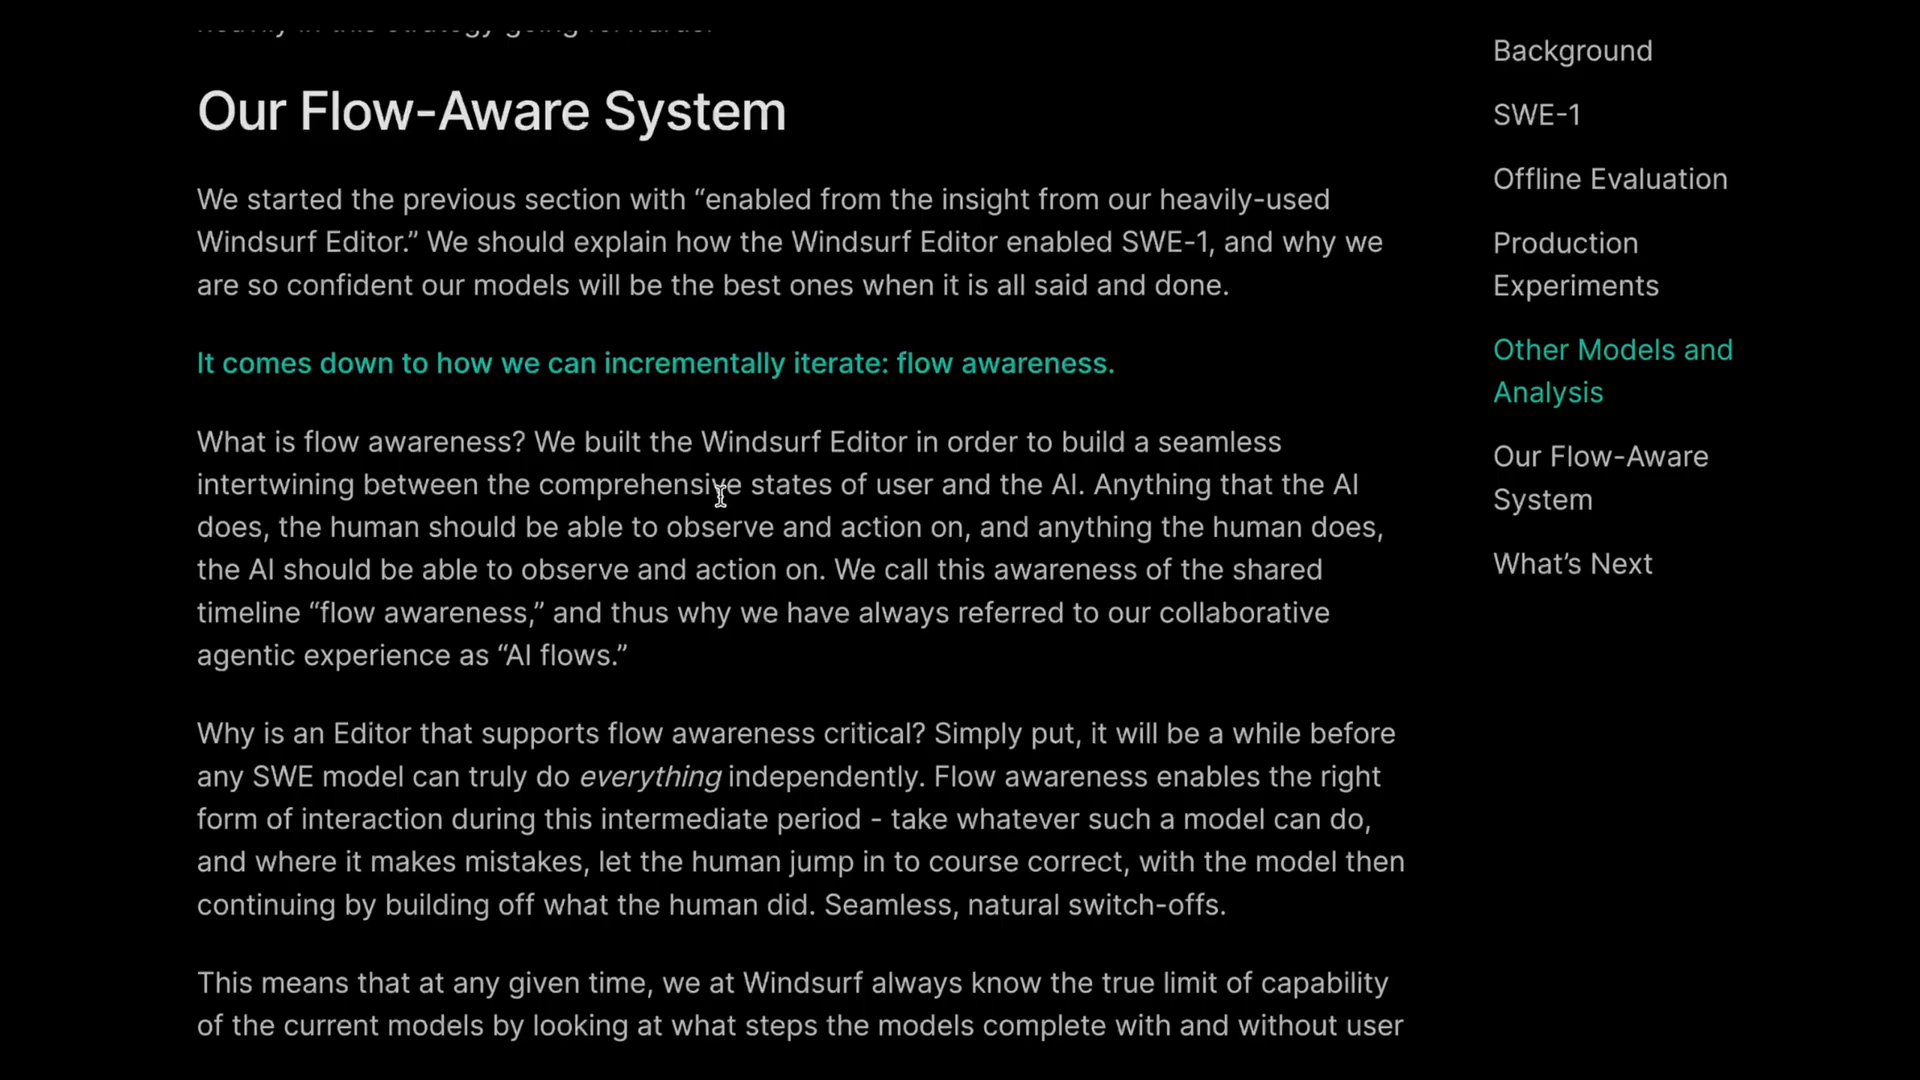 heavily in this strategy going forwards.
Our Flow-Aware System
We started the previous section with “enabled from the insight from our heavily-used
Windsurf Editor.” We should explain how the Windsurf Editor enabled SWE-1, and why we
are so confident our models will be the best ones when it is all said and done.
It comes down to how we can incrementally iterate: flow awareness.
What is flow awareness? We built the Windsurf Editor in order to build a seamless
intertwining between the comprehensive states of user and the AI. Anything that the AI
does, the human should be able to observe and action on, and anything the human does,
the AI should be able to observe and action on. We call this awareness of the shared
timeline “flow awareness,” and thus why we have always referred to our collaborative
agentic experience as “AI flows.”
Why is an Editor that supports flow awareness critical? Simply put, it will be a while before
any SWE model can truly do everything independently. Flow awareness enables the right
form of interaction during this intermediate period - take whatever such a model can do,
and where it makes mistakes, let the human jump in to course correct, with the model then
continuing by building off what the human did. Seamless, natural switch-offs.
This means that at any given time, we at Windsurf always know the true limit of capability
of the current models by looking at what steps the models complete with and without user
Background
SWE-1
Offline Evaluation
Production
Experiments
Other Models and
Analysis
Our Flow-Aware
System
What’s Next